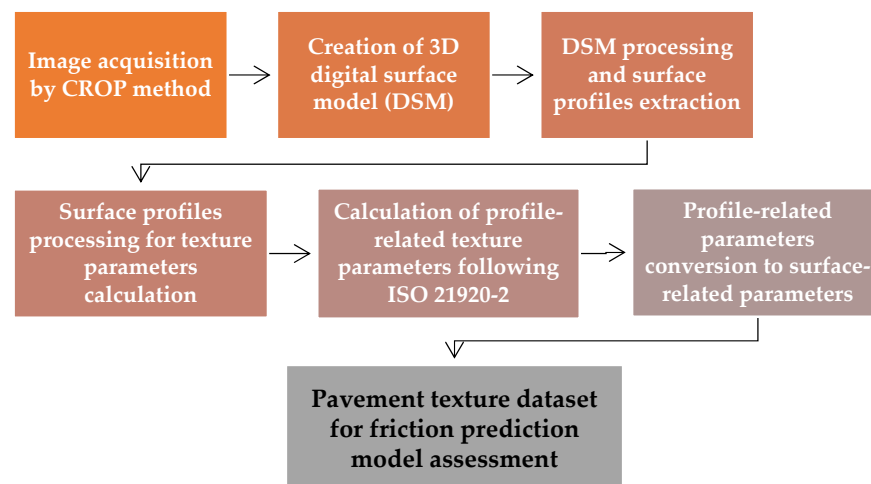 Image acquisition
by CROP method
Creation of 3D
digital surface
model (DSM)
DSM processing
and surface
profiles extraction
Surface profiles
processing for texture
parameters
calculation
Calculation of profile-
related texture
parameters following
ISO 21920-2
Profile-related
parameters
conversion to surface-
related parameters
Pavement texture dataset
for friction prediction
model assessment